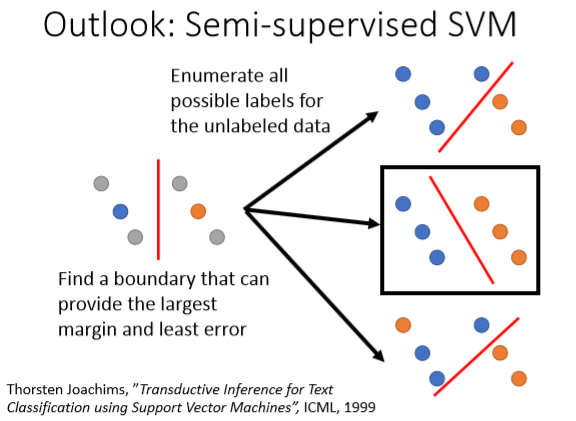 Outlook: Semi-supervised SVM
Enumerate all
possible labels for
the unlabeled data
Find a boundary that can
provide the largest
margin and least error
Thorsten Joachims, ”Transductive Inference for Text
Classification using Support Vector Machines”, ICML, 1999